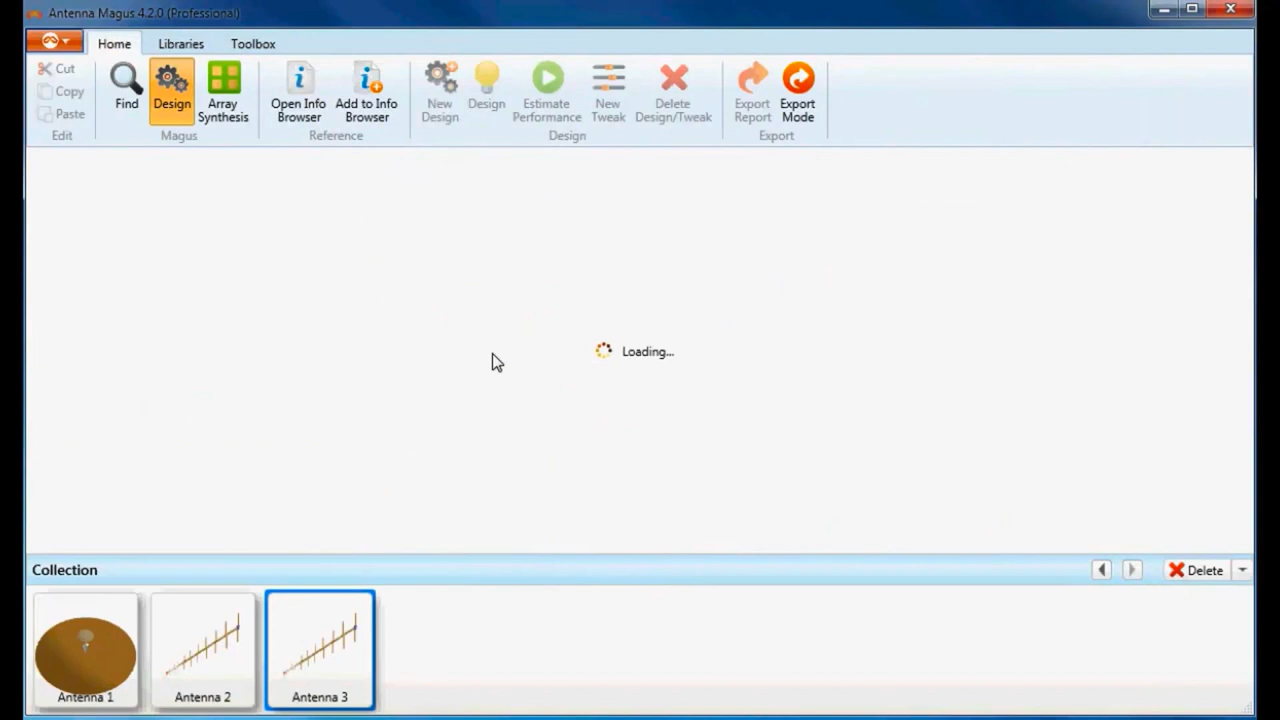 Antenna Magus 4.2.0 (Professional)
Home Libraries Toolbox
Cut
Copy
Paste
Edit
Find
Design
Array Synthesis
Magus
Open Info Browser
Add to Info Browser
Reference
New Design
Design
Estimate Performance
New Tweak
Delete Design/Tweak
Design
Export Report
Export Mode
Export
Loading...
Collection
Delete
Antenna 1
Antenna 2
Antenna 3